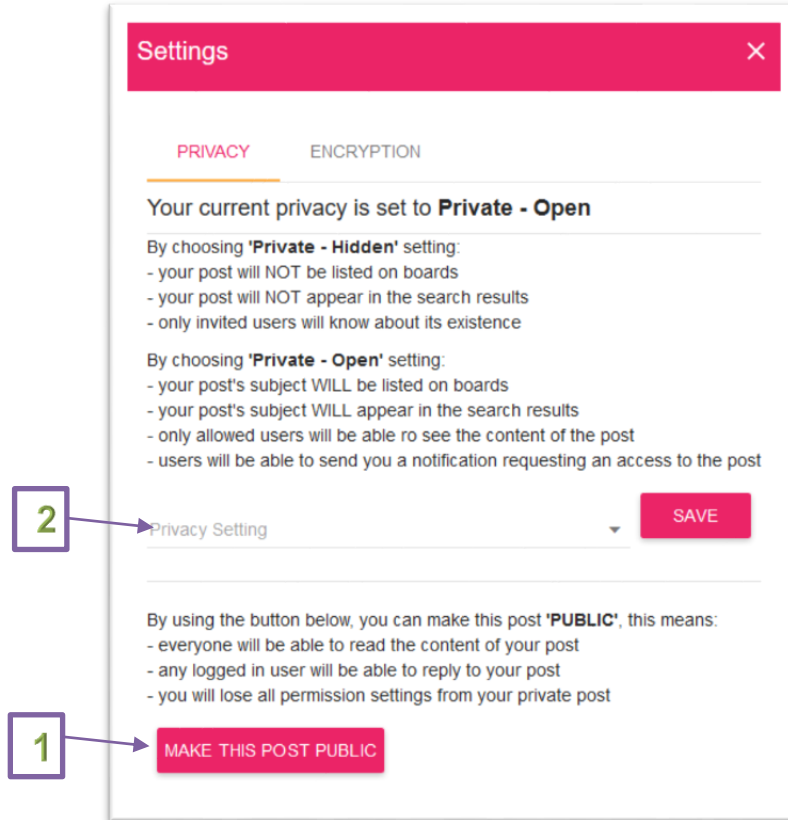 Settings
PRIVACY ENCRYPTION
Your current privacy is set to Private - Open
By choosing 'Private - Hidden' setting:
- your post will NOT be listed on boards
- your post will NOT appear in the search results
- only invited users will know about its existence
By choosing 'Private - Open' setting:
- your post's subject WILL be listed on boards
- your post's subject WILL appear in the search results
- only allowed users will be able ro see the content of the post
- users will be able to send you a notification requesting an access to the post
2
Privacy Setting
SAVE
By using the button below, you can make this post 'PUBLIC', this means:
- everyone will be able to read the content of your post
- any logged in user will be able to reply to your post
- you will lose all permission settings from your private post
1
MAKE THIS POST PUBLIC